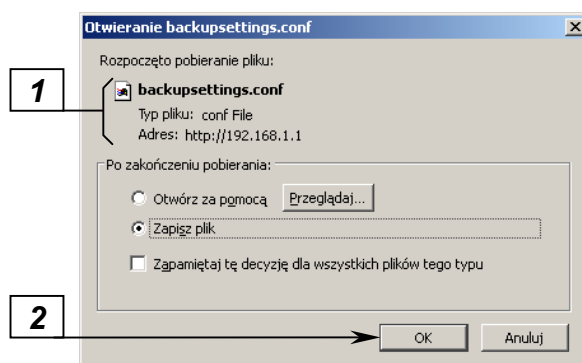 Otwieranie backupsettings.conf
Rozpoczęto pobieranie pliku:
1
backupsettings.conf
Typ pliku: conf File
Adres: http://192.168.1.1
Po zakończeniu pobierania:
Otwórz za pomocą Przeglądaj...
Zapisz plik
Zapamiętaj tę decyzję dla wszystkich plików tego typu
2
OK Anuluj